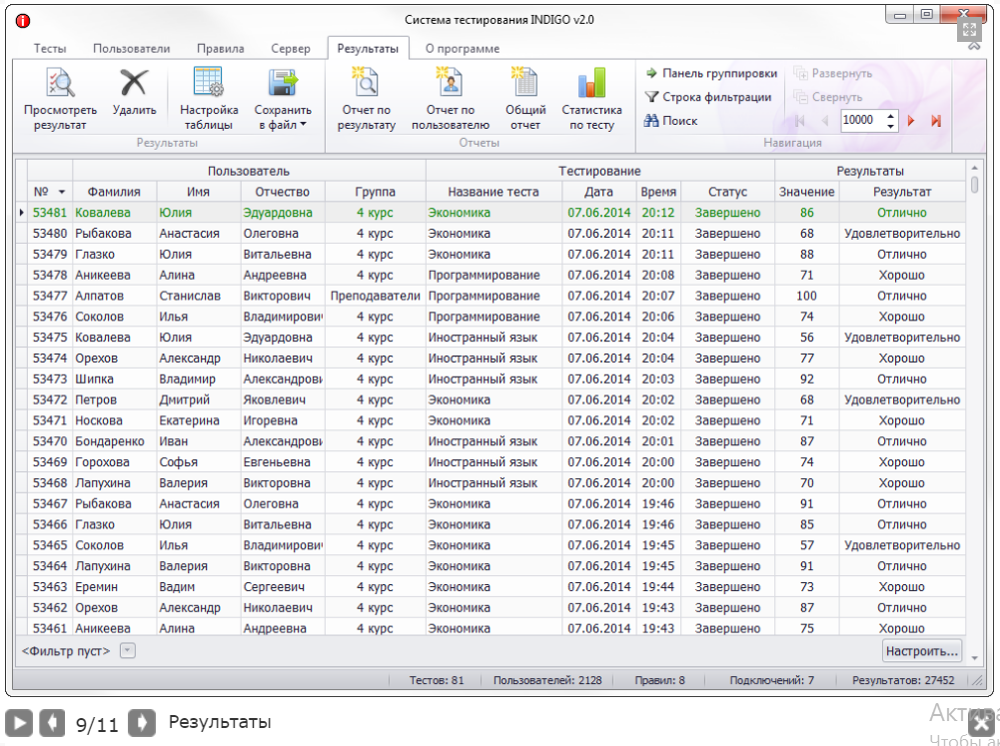 Система тестирования INDIGO v2.0
Тесты Пользователи Правила Сервер Результаты О программе
Просмотреть результат Удалить Настройка таблицы Сохранить в файл Отчет по результату Отчет по пользователю Общий отчет Статистика по тесту
Панель группировки Развернуть
Строка фильтрации Свернуть
Поиск 10000
Результаты Отчеты Навигация
Пользователь Тестирование Результаты
№ Фамилия Имя Отчество Группа Название теста Дата Время Статус Значение Результат
53481 Ковалева Юлия Эдуардовна 4 курс Экономика 07.06.2014 20:12 Завершено 86 Отлично
53480 Рыбакова Анастасия Олеговна 4 курс Экономика 07.06.2014 20:11 Завершено 68 Удовлетворительно
53479 Глазко Юлия Витальевна 4 курс Экономика 07.06.2014 20:11 Завершено 88 Отлично
53478 Аникеева Алина Андреевна 4 курс Программирование 07.06.2014 20:08 Завершено 71 Хорошо
53477 Алпатов Станислав Викторович Преподаватели Программирование 07.06.2014 20:07 Завершено 100 Отлично
53476 Соколов Илья Владимирович 4 курс Программирование 07.06.2014 20:06 Завершено 74 Хорошо
53475 Ковалева Юлия Эдуардовна 4 курс Иностранный язык 07.06.2014 20:04 Завершено 56 Удовлетворительно
53474 Орехов Александр Николаевич 4 курс Иностранный язык 07.06.2014 20:04 Завершено 77 Хорошо
53473 Шипка Владимир Александрови 4 курс Иностранный язык 07.06.2014 20:03 Завершено 92 Отлично
53472 Петров Дмитрий Яковлевич 4 курс Экономика 07.06.2014 20:02 Завершено 68 Удовлетворительно
53471 Носкова Екатерина Игоревна 4 курс Экономика 07.06.2014 20:02 Завершено 71 Хорошо
53470 Бондаренко Иван Александрови 4 курс Иностранный язык 07.06.2014 20:01 Завершено 87 Отлично
53469 Горохова Софья Евгеньевна 4 курс Иностранный язык 07.06.2014 20:00 Завершено 74 Хорошо
53468 Лапухина Валерия Викторовна 4 курс Иностранный язык 07.06.2014 20:00 Завершено 70 Хорошо
53467 Рыбакова Анастасия Олеговна 4 курс Экономика 07.06.2014 19:46 Завершено 91 Отлично
53466 Глазко Юлия Витальевна 4 курс Экономика 07.06.2014 19:46 Завершено 85 Отлично
53465 Соколов Илья Владимирович 4 курс Экономика 07.06.2014 19:45 Завершено 57 Удовлетворительно
53464 Лапухина Валерия Викторовна 4 курс Экономика 07.06.2014 19:45 Завершено 91 Отлично
53463 Еремин Вадим Сергеевич 4 курс Экономика 07.06.2014 19:44 Завершено 73 Хорошо
53462 Орехов Александр Николаевич 4 курс Экономика 07.06.2014 19:43 Завершено 87 Отлично
53461 Аникеева Алина Андреевна 4 курс Экономика 07.06.2014 19:43 Завершено 75 Хорошо
<Фильтр пуст> Настроить...
Тестов: 81 Пользователей: 2128 Правил: 8 Подключений: 7 Результатов: 27452
9/11 Результаты